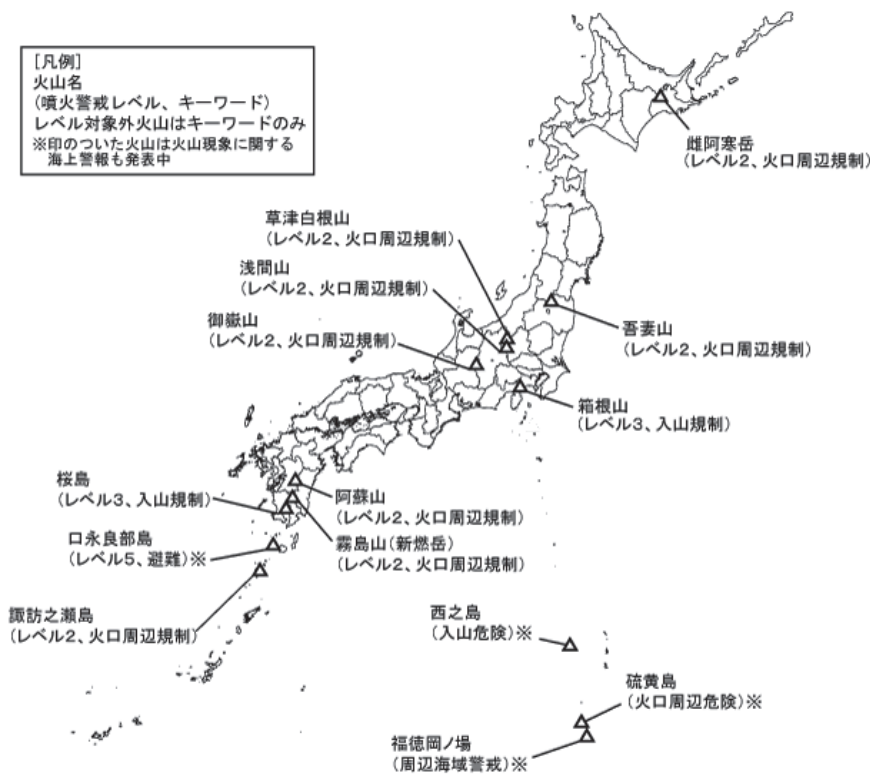 [凡例]
火山名
(噴火警戒レベル、キーワード)
レベル対象外火山はキーワードのみ
※印のついた火山は火山現象に関する
海上警報も発表中
雌阿寒岳
(レベル2、火口周辺規制)
草津白根山
(レベル2、火口周辺規制)
浅間山
(レベル2、火口周辺規制)
御嶽山
(レベル2、火口周辺規制)
吾妻山
(レベル2、火口周辺規制)
箱根山
(レベル3、入山規制)
桜島
(レベル3、入山規制)
阿蘇山
(レベル2、火口周辺規制)
口永良部島
(レベル5、避難)※
霧島山(新燃岳)
(レベル2、火口周辺規制)
諏訪之瀬島
(レベル2、火口周辺規制)
西之島
(入山危険)※
硫黄島
(火口周辺危険)※
福徳岡ノ場
(周辺海域警戒)※